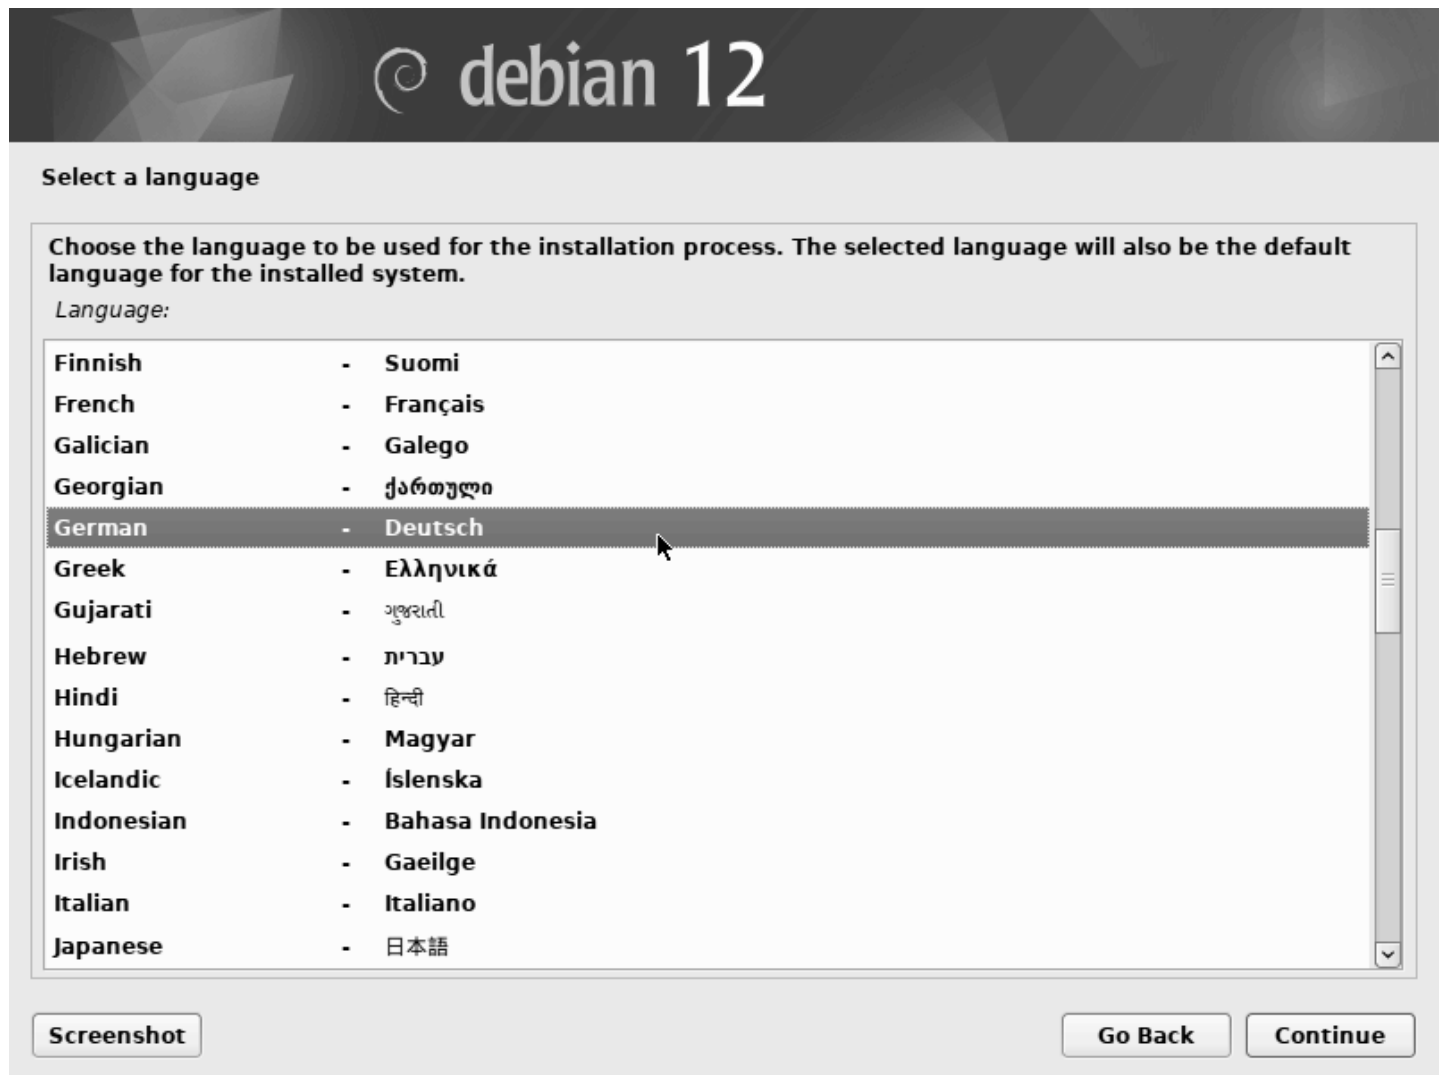 debian 12
Select a language
Choose the language to be used for the installation process. The selected language will also be the default
language for the installed system.
Language:
Finnish - Suomi
French - Français
Galician - Galego
Georgian - ქართული
German - Deutsch
Greek - Ελληνικά
Gujarati - ગુજરાતી
Hebrew - עברית
Hindi - हिन्दी
Hungarian - Magyar
Icelandic - Íslenska
Indonesian - Bahasa Indonesia
Irish - Gaeilge
Italian - Italiano
Japanese - 日本語
Screenshot Go Back Continue